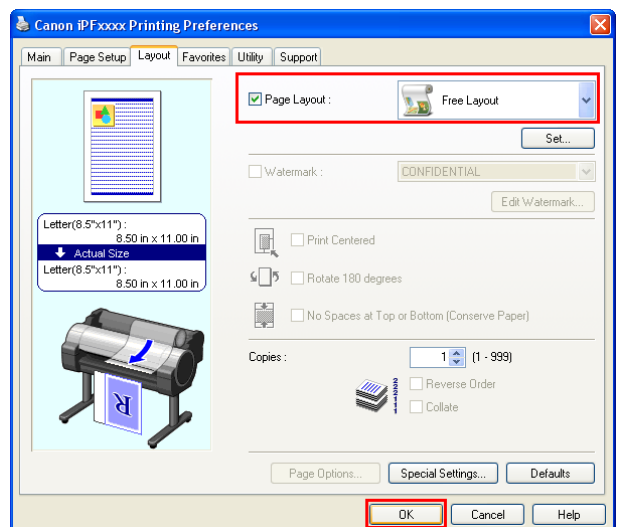 Canon iPFxxxx Printing Preferences
Main Page Setup Layout Favorites Utility Support
Page Layout : Free Layout
Set...
Watermark : CONFIDENTIAL
Edit Watermark...
Letter(8.5"x11") :
8.50 in x 11.00 in
Actual Size
Letter(8.5"x11") :
8.50 in x 11.00 in
Print Centered
Rotate 180 degrees
No Spaces at Top or Bottom (Conserve Paper)
Copies : 1 (1 - 999)
Reverse Order
Collate
R
Page Options... Special Settings... Defaults
OK Cancel Help